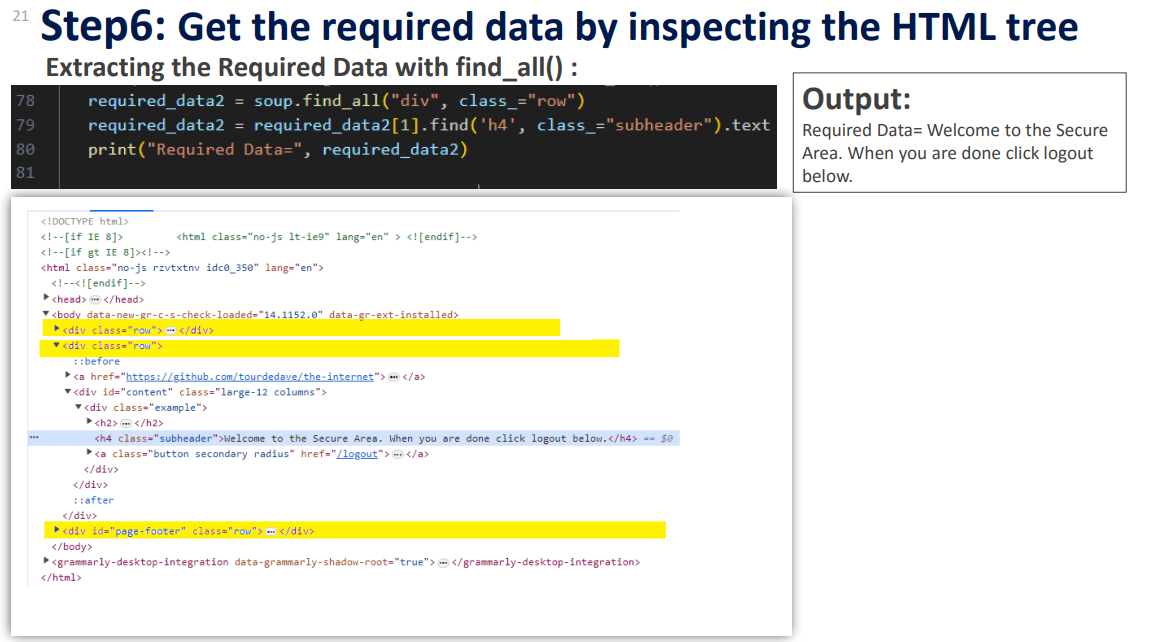 21
Step6: Get the required data by inspecting the HTML tree
Extracting the Required Data with find_all() :
78 required_data2 = soup.find_all("div", class_="row")
79 required_data2 = required_data2[1].find('h4', class_="subheader").text
80 print("Required Data=", required_data2)
81
Output:
Required Data= Welcome to the Secure
Area. When you are done click logout
below.
<!DOCTYPE html>
<!--[if IE 8]> <html class="no-js lt-ie9" lang="en" > <![endif]-->
<!--[if gt IE 8]><!-->
<html class="no-js rzvtxtnv idc0_350" lang="en">
<!--<![endif]-->
▶<head> ⋯ </head>
▼<body data-new-gr-c-s-check-loaded="14.1152.0" data-gr-ext-installed>
▶<div class="row"> ⋯ </div>
▼<div class="row">
::before
▶<a href="https://github.com/tourdedave/the-internet"> ⋯ </a>
▼<div id="content" class="large-12 columns">
▼<div class="example">
▶<h2> ⋯ </h2>
⋯ <h4 class="subheader">Welcome to the Secure Area. When you are done click logout below.</h4> == $0
▶<a class="button secondary radius" href="/logout"> ⋯ </a>
</div>
</div>
::after
</div>
▶<div id="page-footer" class="row"> ⋯ </div>
</body>
▶<grammarly-desktop-integration data-grammarly-shadow-root="true"> ⋯ </grammarly-desktop-integration>
</html>